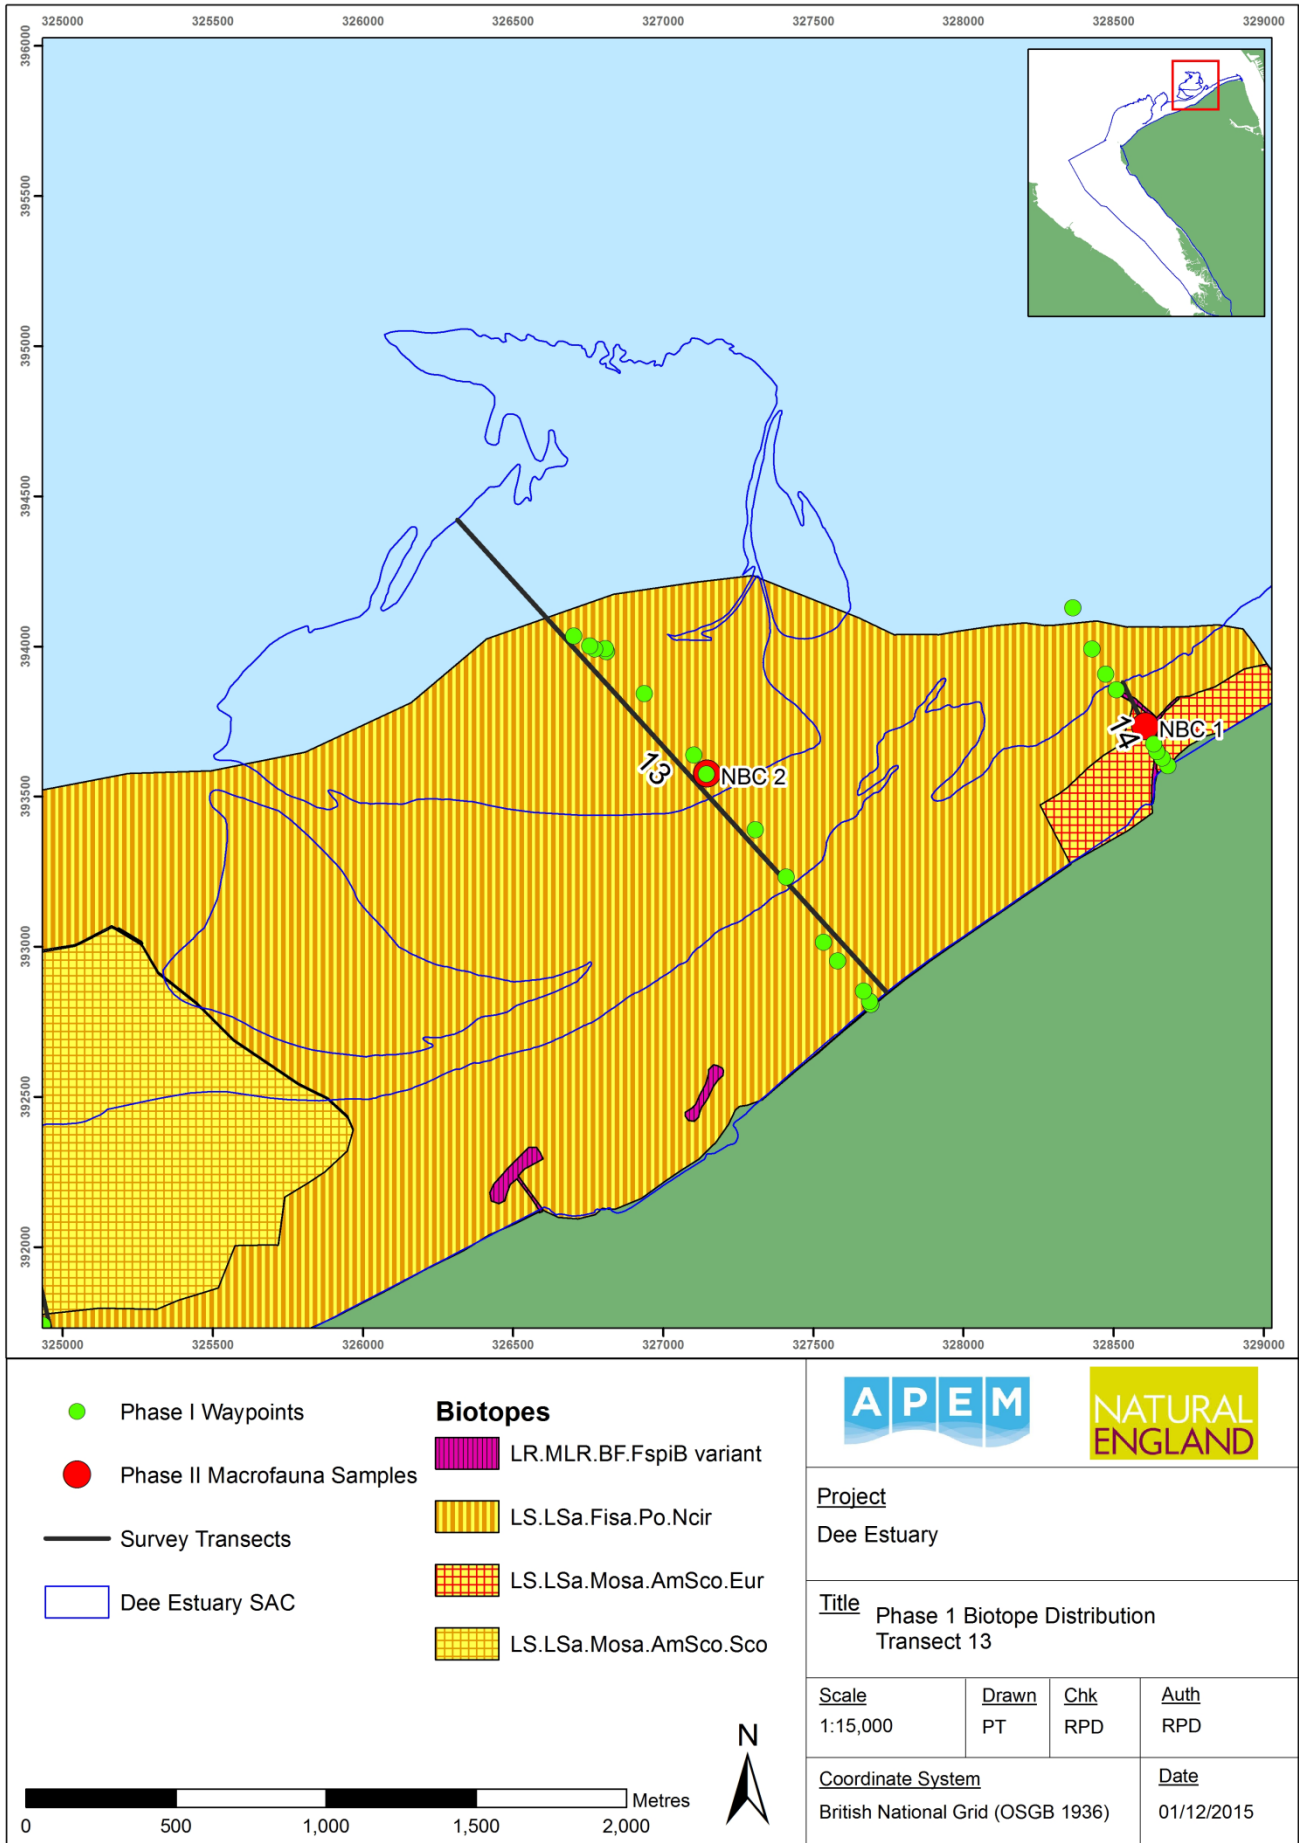 325000 325500 326000 326500 327000 327500 328000 328500 329000
396000
395500
395000
394500
394000
393500
393000
392500
392000
13
NBC 2
14
NBC 1
325000 325500 326000 326500 327000 327500 328000 328500 329000
Phase I Waypoints
Phase II Macrofauna Samples
Survey Transects
Dee Estuary SAC
Biotopes
LR.MLR.BF.FspiB variant
LS.LSa.Fisa.Po.Ncir
LS.LSa.Mosa.AmSco.Eur
LS.LSa.Mosa.AmSco.Sco
N
0 500 1,000 1,500 2,000 Metres
APEM
NATURAL
ENGLAND
Project
Dee Estuary
Title Phase 1 Biotope Distribution
Transect 13
Scale Drawn Chk Auth
1:15,000 PT RPD RPD
Coordinate System Date
British National Grid (OSGB 1936) 01/12/2015